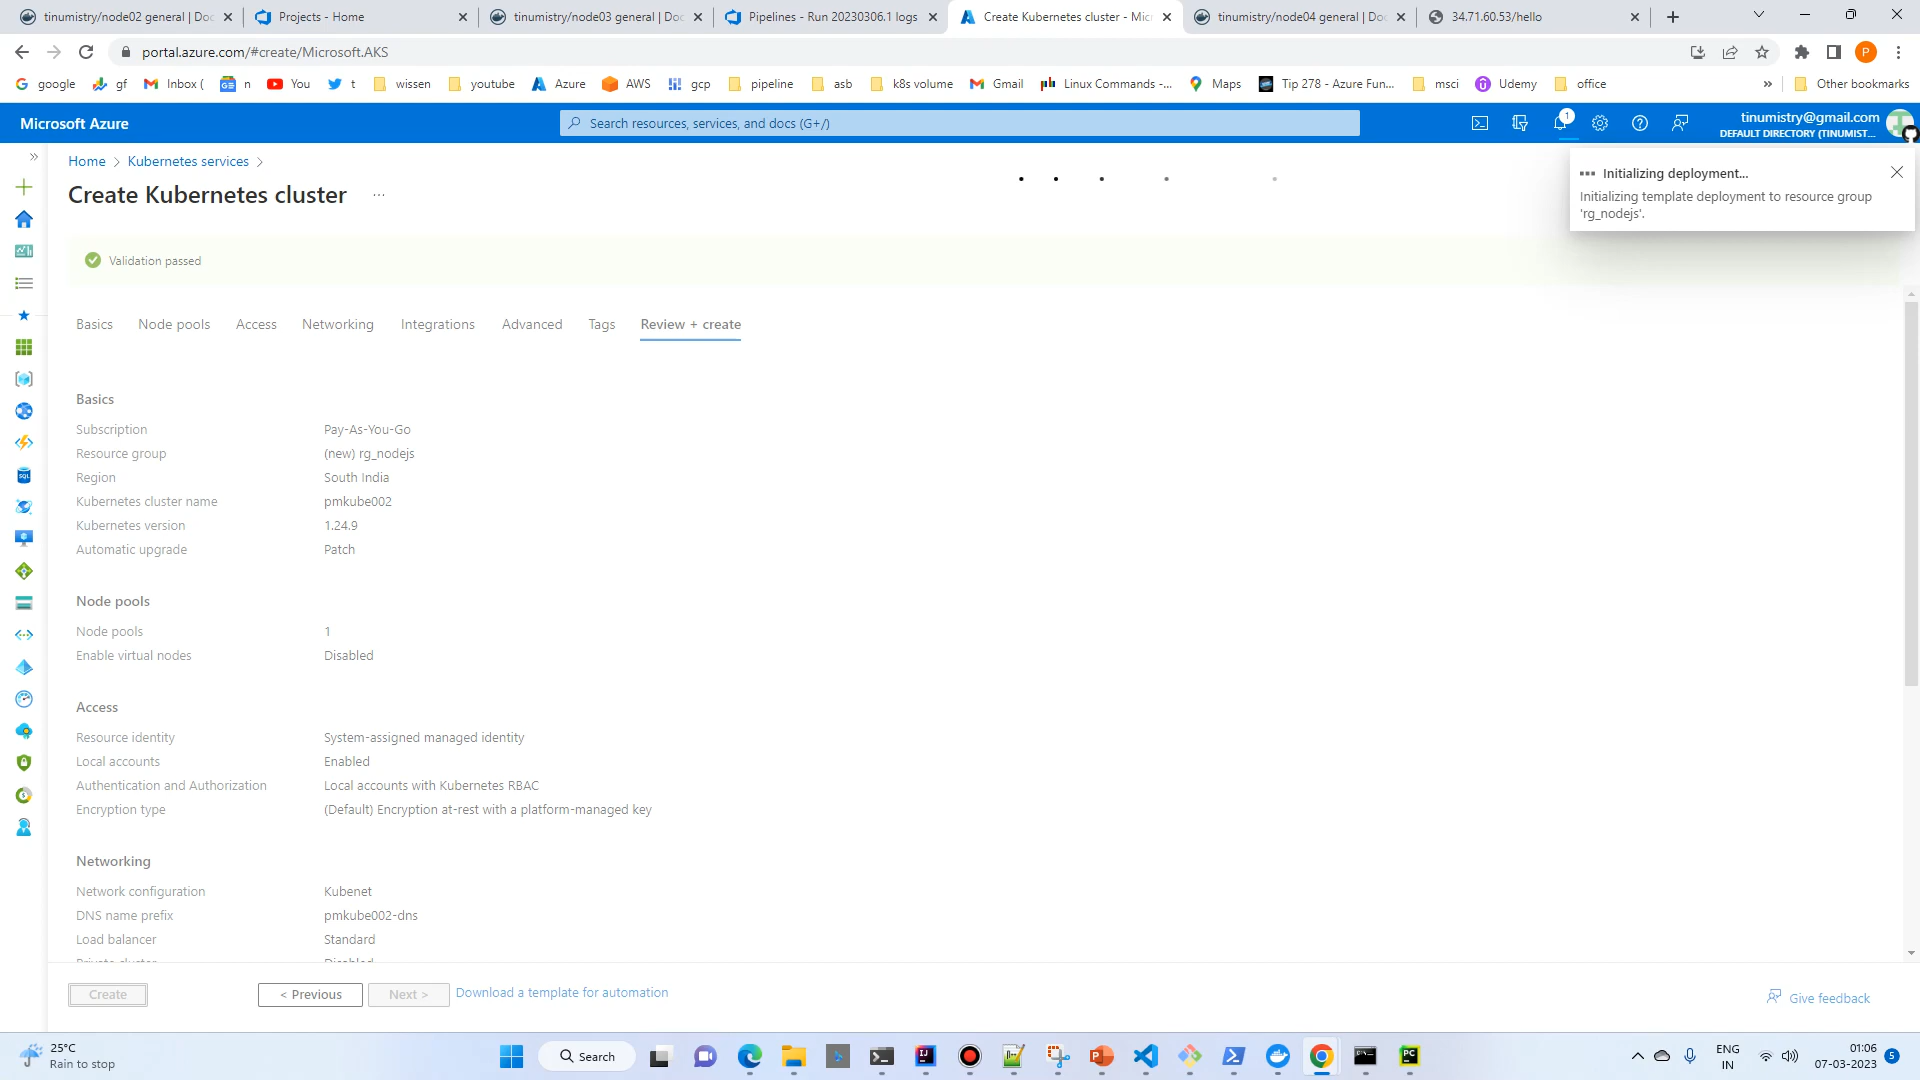 tinumistry/node02 general | Doc
Projects - Home
tinumistry/node03 general | Doc
Pipelines - Run 20230306.1 logs
Create Kubernetes cluster - Micr
tinumistry/node04 general | Doc
34.71.60.53/hello
portal.azure.com/#create/Microsoft.AKS
P
google
gf
Inbox (
n
You
t
wissen
youtube
Azure
AWS
gcp
pipeline
asb
k8s volume
Gmail
Linux Commands -...
Maps
Tip 278 - Azure Fun...
msci
Udemy
office
»
Other bookmarks
Microsoft Azure
Search resources, services, and docs (G+/)
1
tinumistry@gmail.com
DEFAULT DIRECTORY (TINUMIST...
Home > Kubernetes services >
Create Kubernetes cluster ...
Initializing deployment...
Initializing template deployment to resource group
'rg_nodejs'.
Validation passed
Basics
Node pools
Access
Networking
Integrations
Advanced
Tags
Review + create
Basics
Subscription Pay-As-You-Go
Resource group (new) rg_nodejs
Region South India
Kubernetes cluster name pmkube002
Kubernetes version 1.24.9
Automatic upgrade Patch
Node pools
Node pools 1
Enable virtual nodes Disabled
Access
Resource identity System-assigned managed identity
Local accounts Enabled
Authentication and Authorization Local accounts with Kubernetes RBAC
Encryption type (Default) Encryption at-rest with a platform-managed key
Networking
Network configuration Kubenet
DNS name prefix pmkube002-dns
Load balancer Standard
Private cluster Disabled
Create
< Previous
Next >
Download a template for automation
Give feedback
25°C
Rain to stop
Search
ENG
IN
01:06
07-03-2023
5